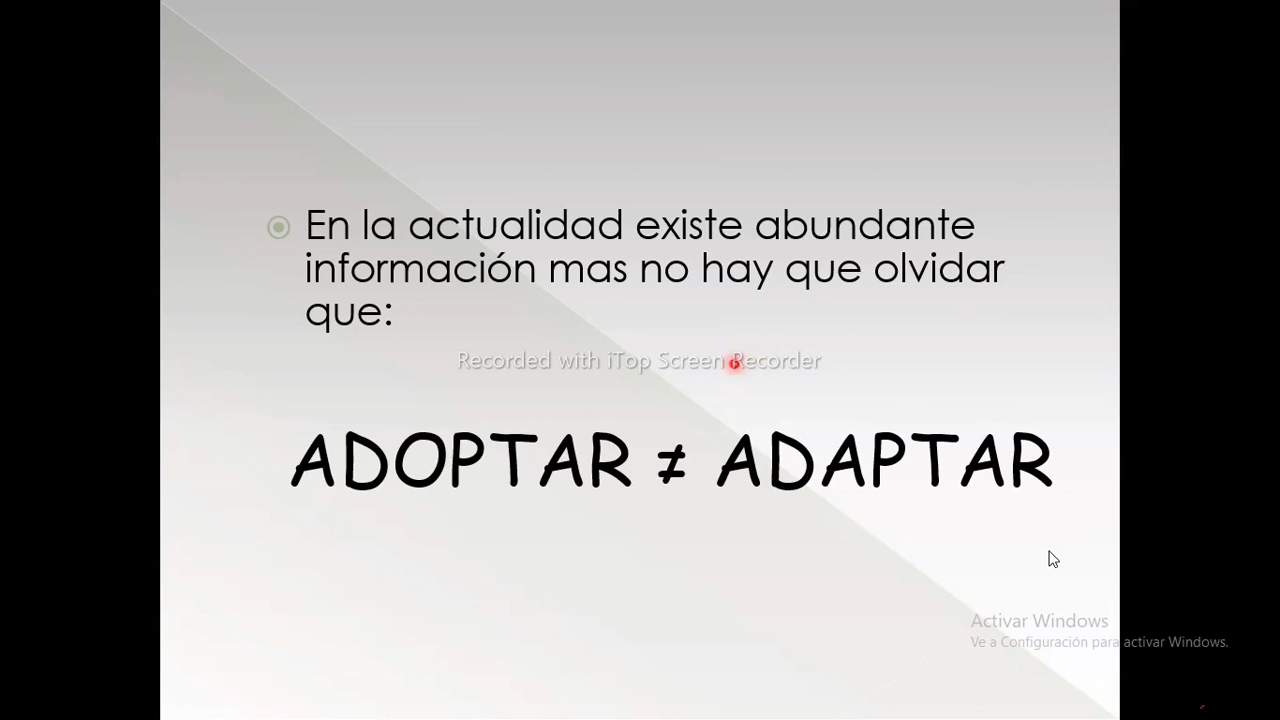 En la actualidad existe abundante
información mas no hay que olvidar
que:
Recorded with iTop Screen Recorder
ADOPTAR ≠ ADAPTAR
Activar Windows
Ve a Configuración para activar Windows.